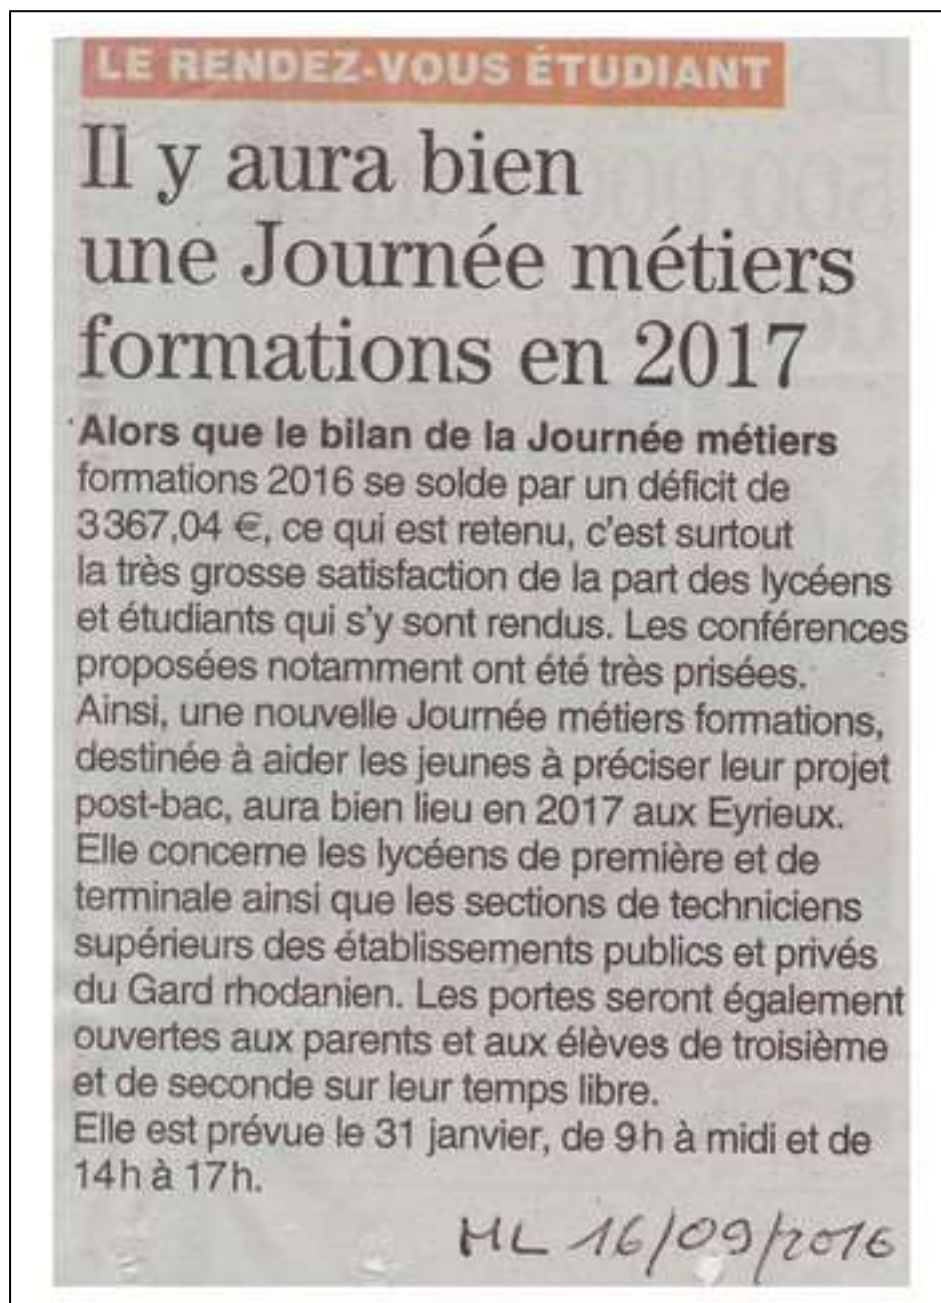 LE RENDEZ-VOUS ÉTUDIANT
Il y aura bien
une Journée métiers
formations en 2017
Alors que le bilan de la Journée métiers
formations 2016 se solde par un déficit de
3 367,04 €, ce qui est retenu, c'est surtout
la très grosse satisfaction de la part des lycéens
et étudiants qui s'y sont rendus. Les conférences
proposées notamment ont été très prisées.
Ainsi, une nouvelle Journée métiers formations,
destinée à aider les jeunes à préciser leur projet
post-bac, aura bien lieu en 2017 aux Eyrieux.
Elle concerne les lycéens de première et de
terminale ainsi que les sections de techniciens
supérieurs des établissements publics et privés
du Gard rhodanien. Les portes seront également
ouvertes aux parents et aux élèves de troisième
et de seconde sur leur temps libre.
Elle est prévue le 31 janvier, de 9h à midi et de
14h à 17h.
ML 16/09/2016